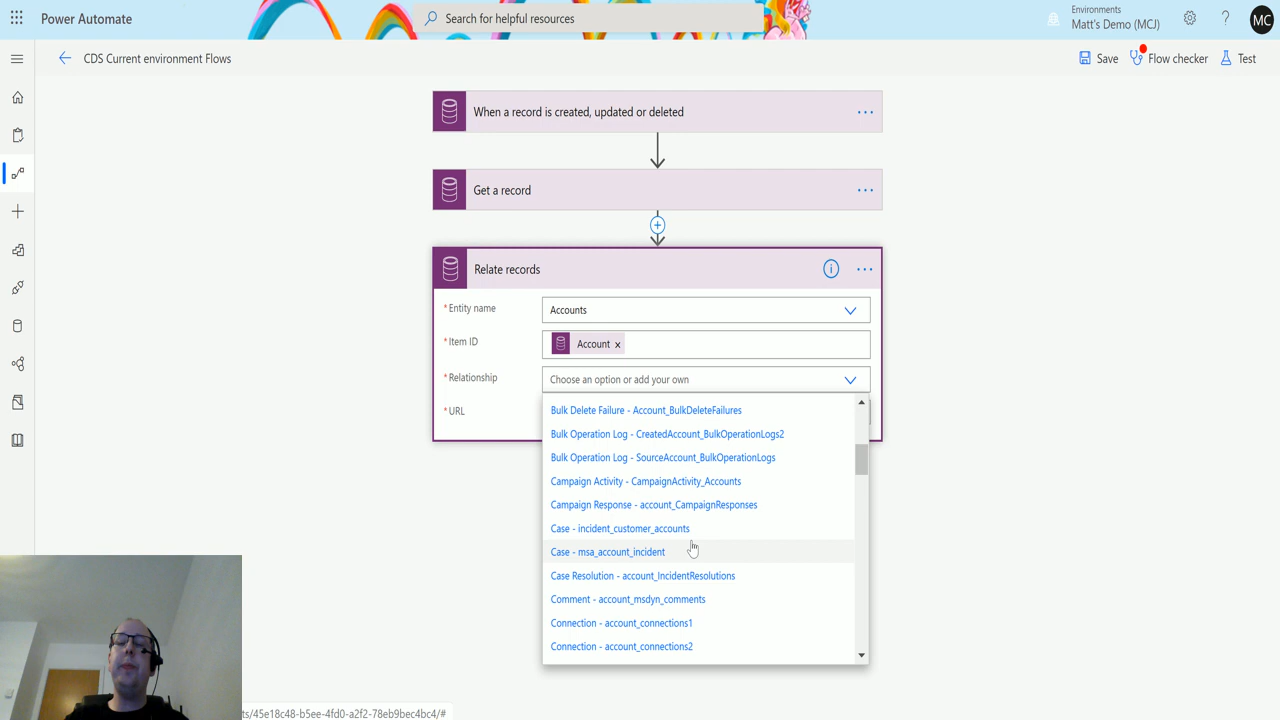 Power Automate
Search for helpful resources
Environments
Matt's Demo (MCJ)
?
MC
CDS Current environment Flows
Save
Flow checker
Test
When a record is created, updated or deleted
Get a record
Relate records
* Entity name
Accounts
* Item ID
Account x
* Relationship
Choose an option or add your own
* URL
Bulk Delete Failure - Account_BulkDeleteFailures
Bulk Operation Log - CreatedAccount_BulkOperationLogs2
Bulk Operation Log - SourceAccount_BulkOperationLogs
Campaign Activity - CampaignActivity_Accounts
Campaign Response - account_CampaignResponses
Case - incident_customer_accounts
Case - msa_account_incident
Case Resolution - account_IncidentResolutions
Comment - account_msdyn_comments
Connection - account_connections1
Connection - account_connections2
ts/45e18c48-b5ee-4fd0-a2f2-78eb9bec4bc4/#